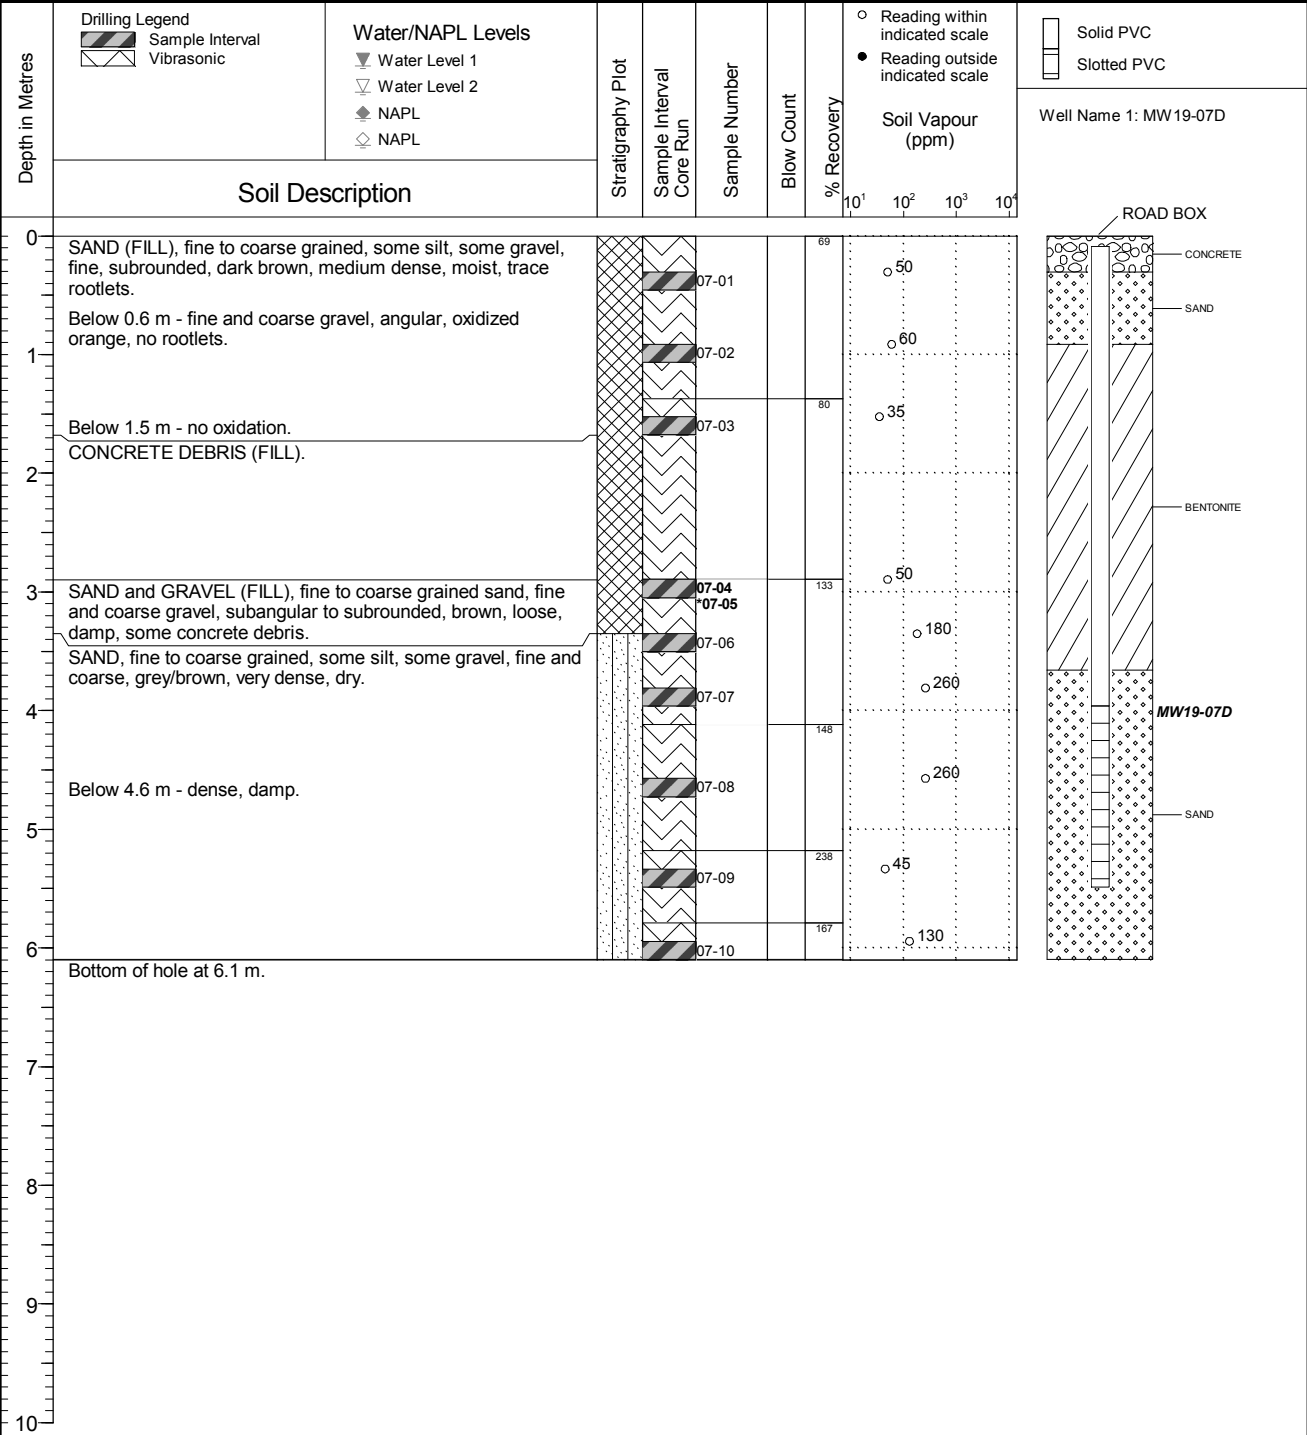 Drilling Legend
Sample Interval
Vibrasonic
Water/NAPL Levels
Water Level 1
Water Level 2
NAPL
NAPL
Depth in Metres
Soil Description
Stratigraphy Plot
Sample Interval
Core Run
Sample Number
Blow Count
% Recovery
Reading within
indicated scale
Reading outside
indicated scale
Soil Vapour
(ppm)
10¹ 10² 10³ 10⁴
Solid PVC
Slotted PVC
Well Name 1: MW19-07D
ROAD BOX
0
SAND (FILL), fine to coarse grained, some silt, some gravel,
fine, subrounded, dark brown, medium dense, moist, trace
rootlets.
69
07-01
50
CONCRETE
SAND
Below 0.6 m - fine and coarse gravel, angular, oxidized
orange, no rootlets.
60
1
07-02
80
35
Below 1.5 m - no oxidation.
07-03
CONCRETE DEBRIS (FILL).
2
BENTONITE
50
3
SAND and GRAVEL (FILL), fine to coarse grained sand, fine
and coarse gravel, subangular to subrounded, brown, loose,
damp, some concrete debris.
07-04
*07-05
133
180
07-06
SAND, fine to coarse grained, some silt, some gravel, fine and
coarse, grey/brown, very dense, dry.
260
07-07
4
MW19-07D
148
260
Below 4.6 m - dense, damp.
07-08
SAND
5
238
45
07-09
167
130
6
07-10
Bottom of hole at 6.1 m.
7
8
9
10